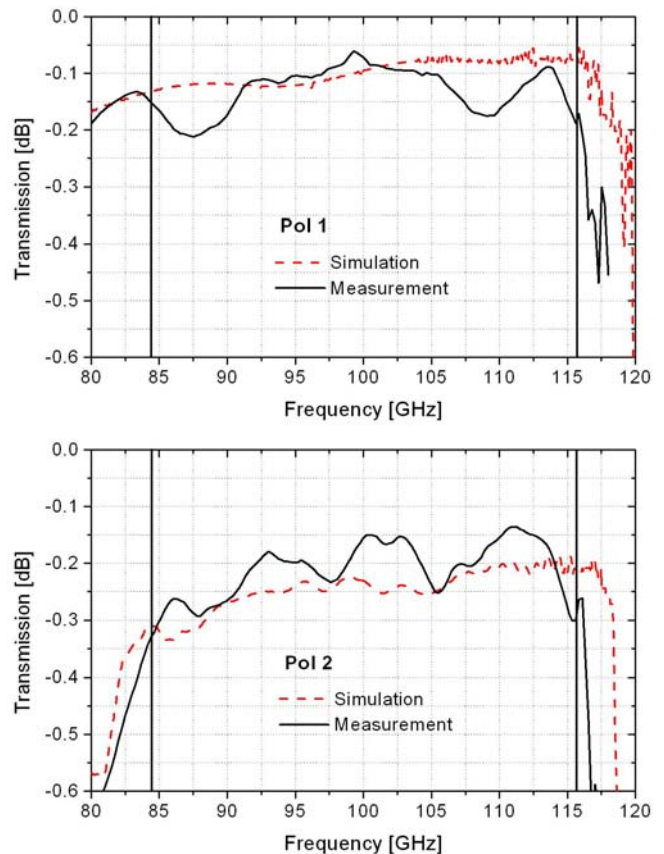 0.0
-0.1
-0.2
-0.3
-0.4
-0.5
-0.6
Transmission [dB]
Pol 1
Simulation
Measurement
80 85 90 95 100 105 110 115 120
Frequency [GHz]
0.0
-0.1
-0.2
-0.3
-0.4
-0.5
-0.6
Transmission [dB]
Pol 2
Simulation
Measurement
80 85 90 95 100 105 110 115 120
Frequency [GHz]